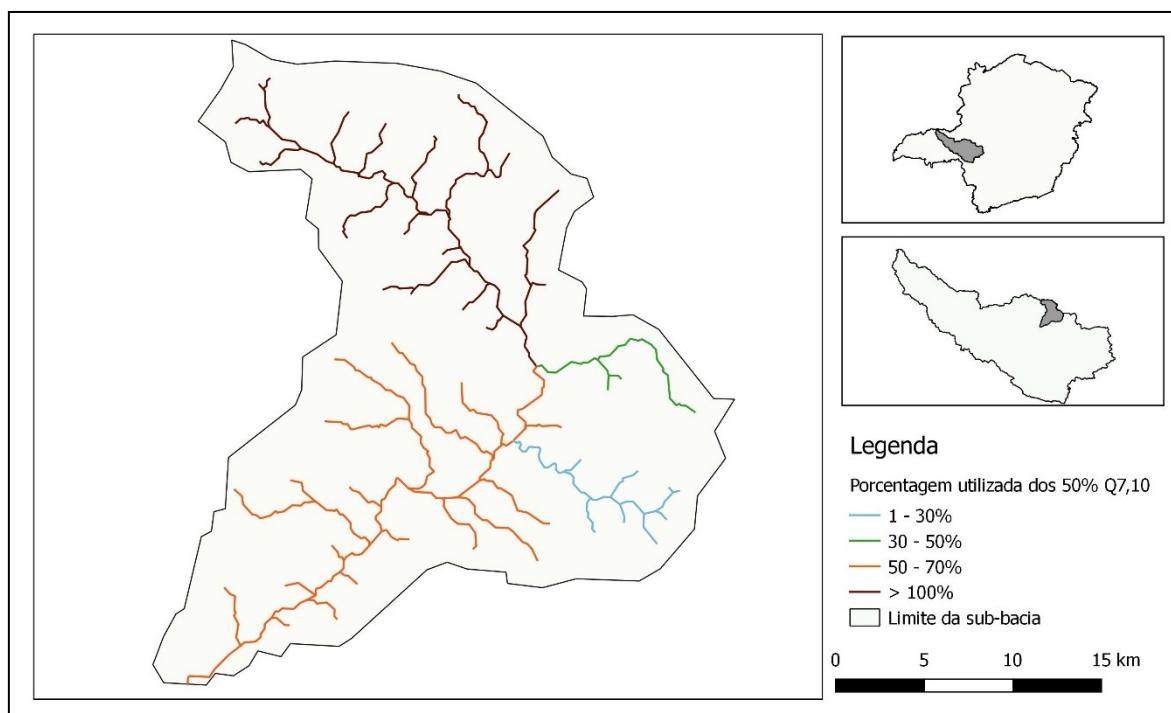 Legenda
Porcentagem utilizada dos 50% Q7,10
1 - 30%
30 - 50%
50 - 70%
> 100%
Limite da sub-bacia
0 5 10 15 km